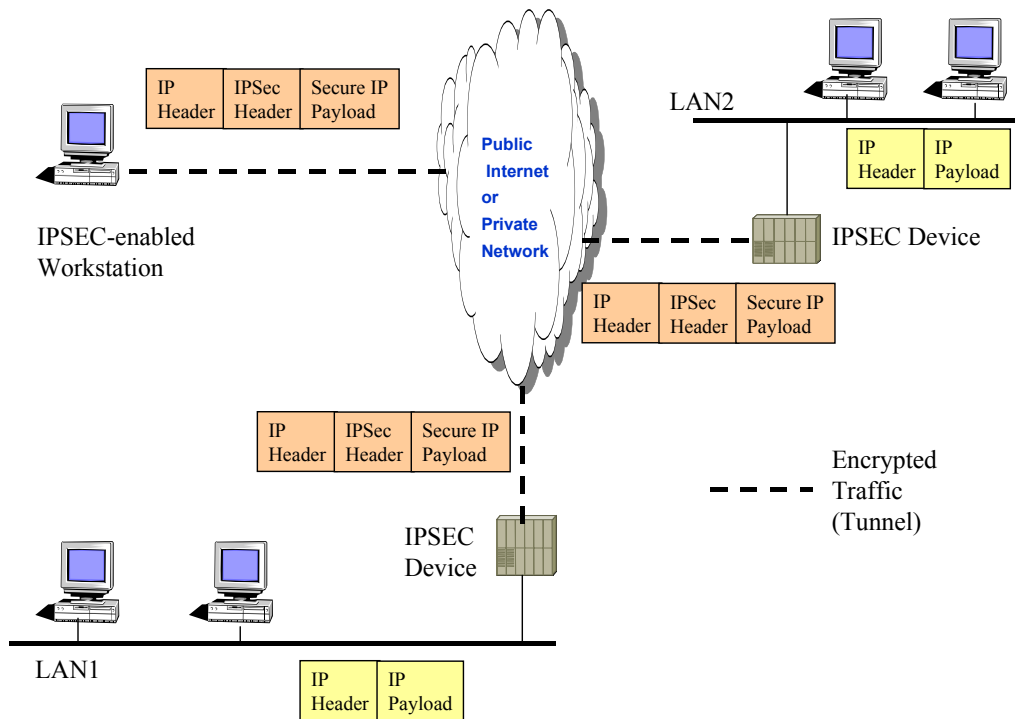 IP
Header
IPSec
Header
Secure IP
Payload
LAN2
IP
Header
IP
Payload
Public
Internet
or
Private
Network
IPSEC-enabled
Workstation
IPSEC Device
IP
Header
IPSec
Header
Secure IP
Payload
IP
Header
IPSec
Header
Secure IP
Payload
Encrypted
Traffic
(Tunnel)
IPSEC
Device
LAN1
IP
Header
IP
Payload